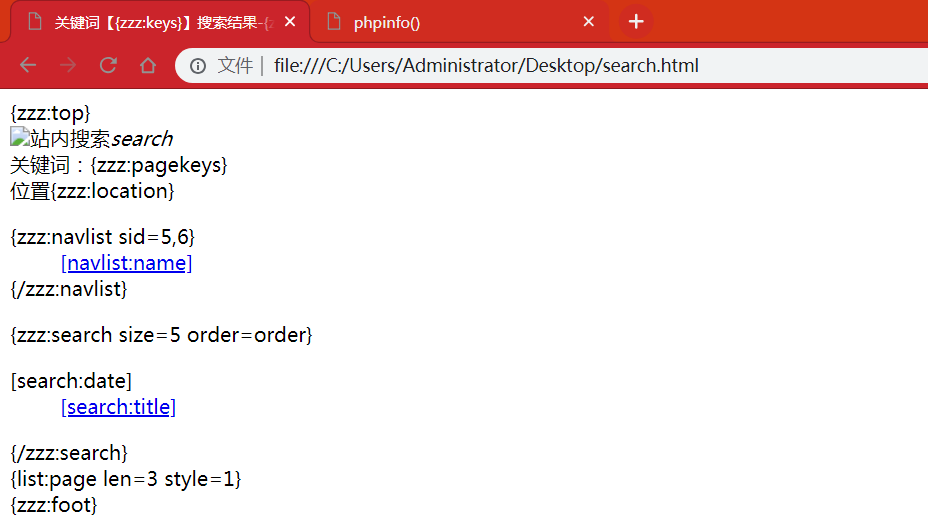 关键词【{zzz:keys}】搜索结果-{
phpinfo()
文件 | file:///C:/Users/Administrator/Desktop/search.html
{zzz:top}
站内搜索search
关键词：{zzz:pagekeys}
位置{zzz:location}
{zzz:navlist sid=5,6}
[navlist:name]
{/zzz:navlist}
{zzz:search size=5 order=order}
[search:date]
[search:title]
{/zzz:search}
{list:page len=3 style=1}
{zzz:foot}